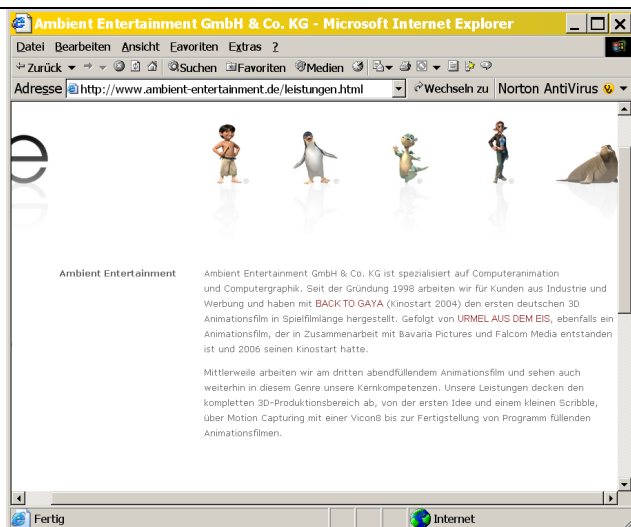 Ambient Entertainment GmbH & Co. KG - Microsoft Internet Explorer
Datei Bearbeiten Ansicht Favoriten Extras ?
Zurück Suchen Favoriten Medien
Adresse http://www.ambient-entertainment.de/leistungen.html Wechseln zu Norton AntiVirus
e
Ambient Entertainment
Ambient Entertainment GmbH & Co. KG ist spezialisiert auf Computeranimation
und Computergraphik. Seit der Gründung 1998 arbeiten wir für Kunden aus Industrie und
Werbung und haben mit BACK TO GAYA (Kinostart 2004) den ersten deutschen 3D
Animationsfilm in Spielfilmlänge hergestellt. Gefolgt von URMEL AUS DEM EIS, ebenfalls ein
Animationsfilm, der in Zusammenarbeit mit Bavaria Pictures und Falcom Media entstanden
ist und 2006 seinen Kinostart hatte.
Mittlerweile arbeiten wir am dritten abendfüllendem Animationsfilm und sehen auch
weiterhin in diesem Genre unsere Kernkompetenzen. Unsere Leistungen decken den
kompletten 3D-Produktionsbereich ab, von der ersten Idee und einem kleinen Scribble,
über Motion Capturing mit einer Vicon8 bis zur Fertigstellung von Programm füllenden
Animationsfilmen.
Fertig
Internet